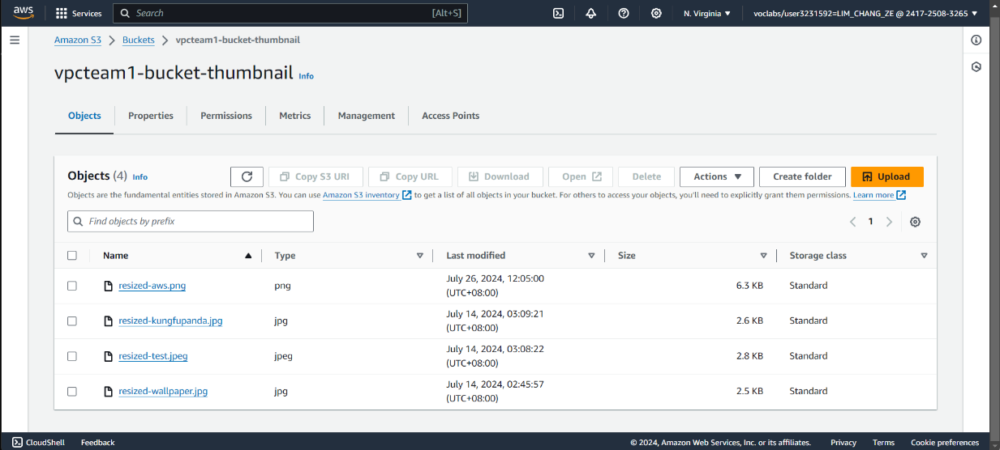 aws Services Search [Alt+S] N. Virginia voclabs/user3231592=LIM_CHANG_ZE @ 2417-2508-3265
Amazon S3 Buckets vpcteam1-bucket-thumbnail
vpcteam1-bucket-thumbnail Info
Objects Properties Permissions Metrics Management Access Points
Objects (4) Info Copy S3 URI Copy URL Download Open Delete Actions Create folder Upload
Objects are the fundamental entities stored in Amazon S3. You can use Amazon S3 inventory to get a list of all objects in your bucket. For others to access your objects, you'll need to explicitly grant them permissions. Learn more
Find objects by prefix 1
Name Type Last modified Size Storage class
resized-aws.png png July 26, 2024, 12:05:00 6.3 KB Standard
(UTC+08:00)
resized-kungfupanda.jpg jpg July 14, 2024, 03:09:21 2.6 KB Standard
(UTC+08:00)
resized-test.jpeg jpeg July 14, 2024, 03:08:22 2.8 KB Standard
(UTC+08:00)
resized-wallpaper.jpg jpg July 14, 2024, 02:45:57 2.5 KB Standard
(UTC+08:00)
CloudShell Feedback © 2024, Amazon Web Services, Inc. or its affiliates. Privacy Terms Cookie preferences